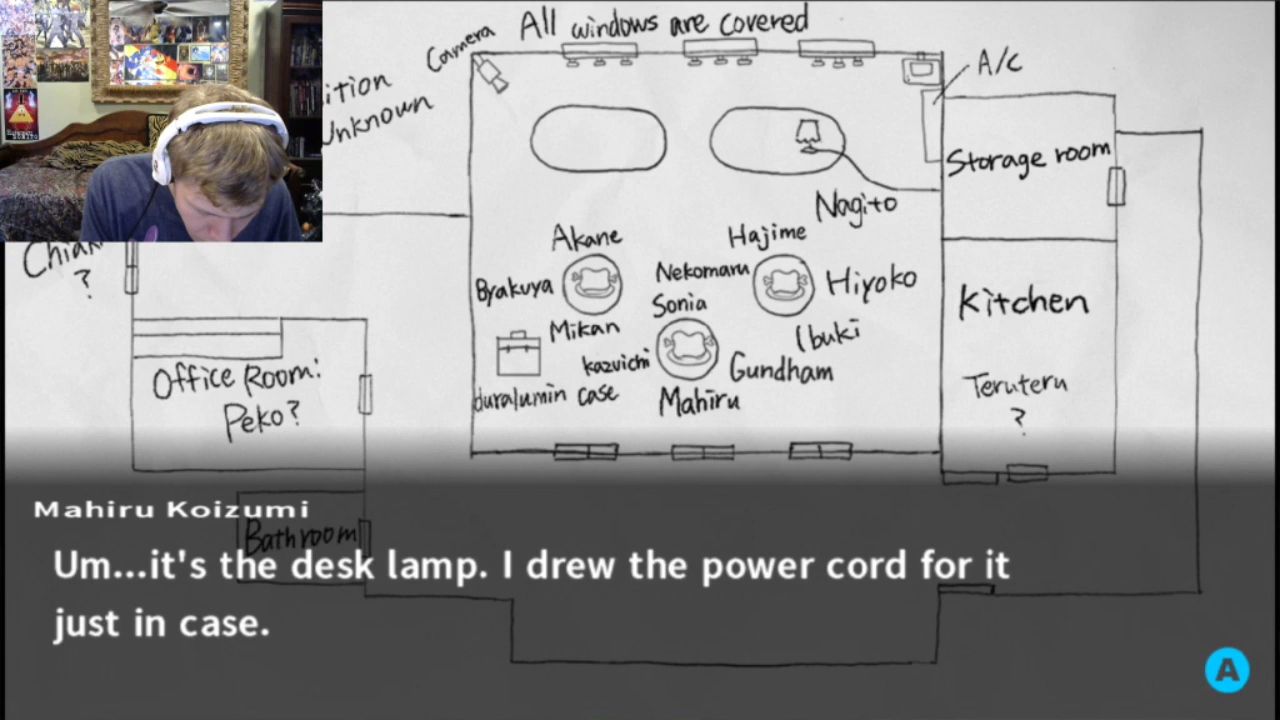 All windows are covered
Camera
A/C
ition
Unknown
Storage room
Nagito
Akane
Hajime
Byakuya
Nekomaru
Hiyoko
Sonia
Kitchen
Mikan
Ibuki
kazuichi
Gundham
Teruteru
?
duralumin case
Mahiru
?
Office Room:
Peko?
Mahiru Koizumi
Bathroom
Um...it's the desk lamp. I drew the power cord for it
just in case.
A